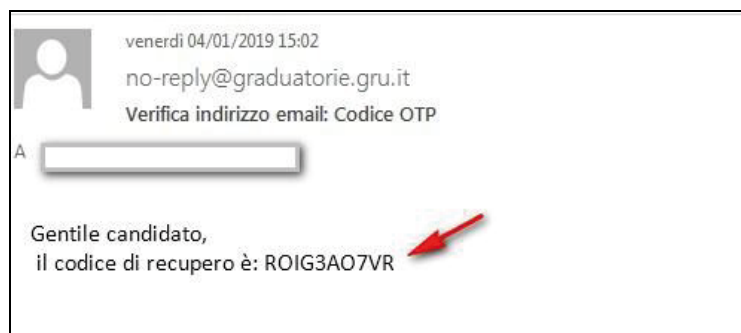 venerdì 04/01/2019 15:02
no-reply@graduatorie.gru.it
Verifica indirizzo email: Codice OTP
A
Gentile candidato,
il codice di recupero è: ROIG3AO7VR